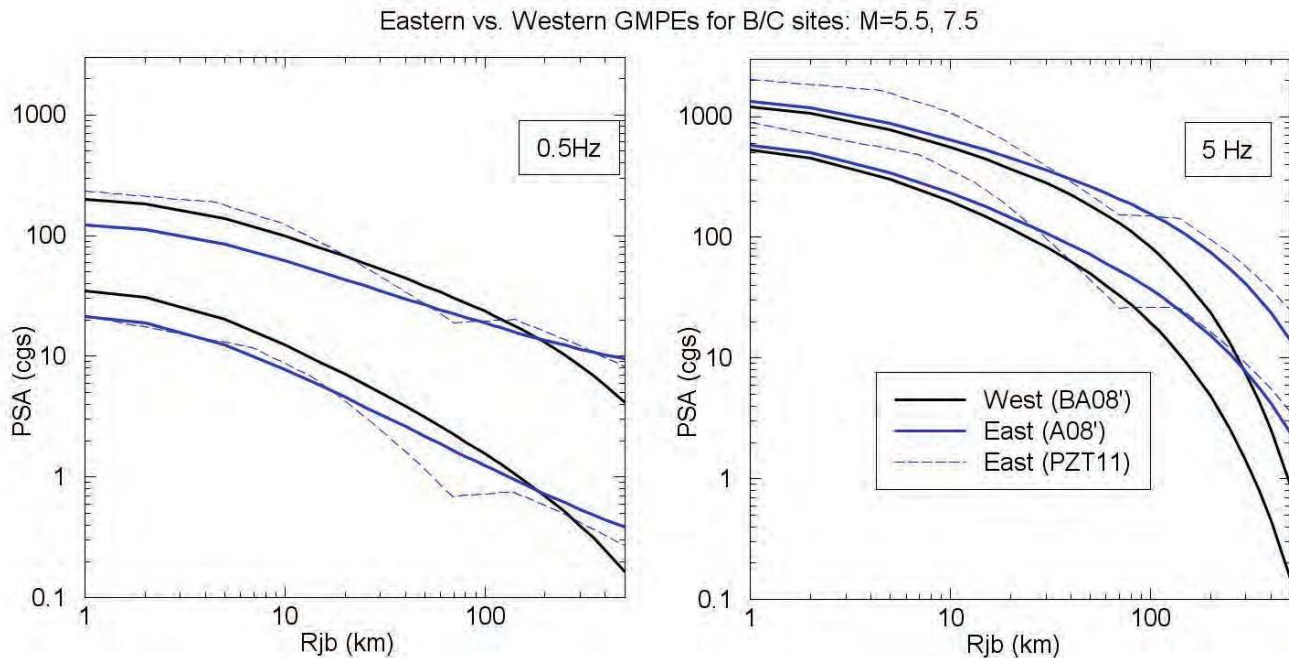 Eastern vs. Western GMPEs for B/C sites: M=5.5, 7.5
1000
100
10
1
0.1
PSA (cgs)
0.5Hz
1
10
100
Rjb (km)
1000
100
10
1
0.1
PSA (cgs)
5 Hz
West (BA08')
East (A08')
East (PZT11)
1
10
100
Rjb (km)